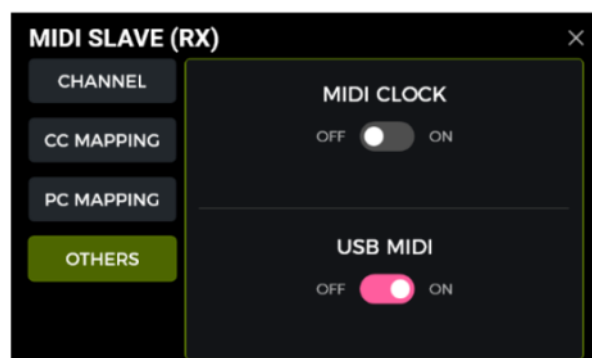 MIDI SLAVE (RX)
CHANNEL
CC MAPPING
PC MAPPING
OTHERS
MIDI CLOCK
OFF ON
USB MIDI
OFF ON